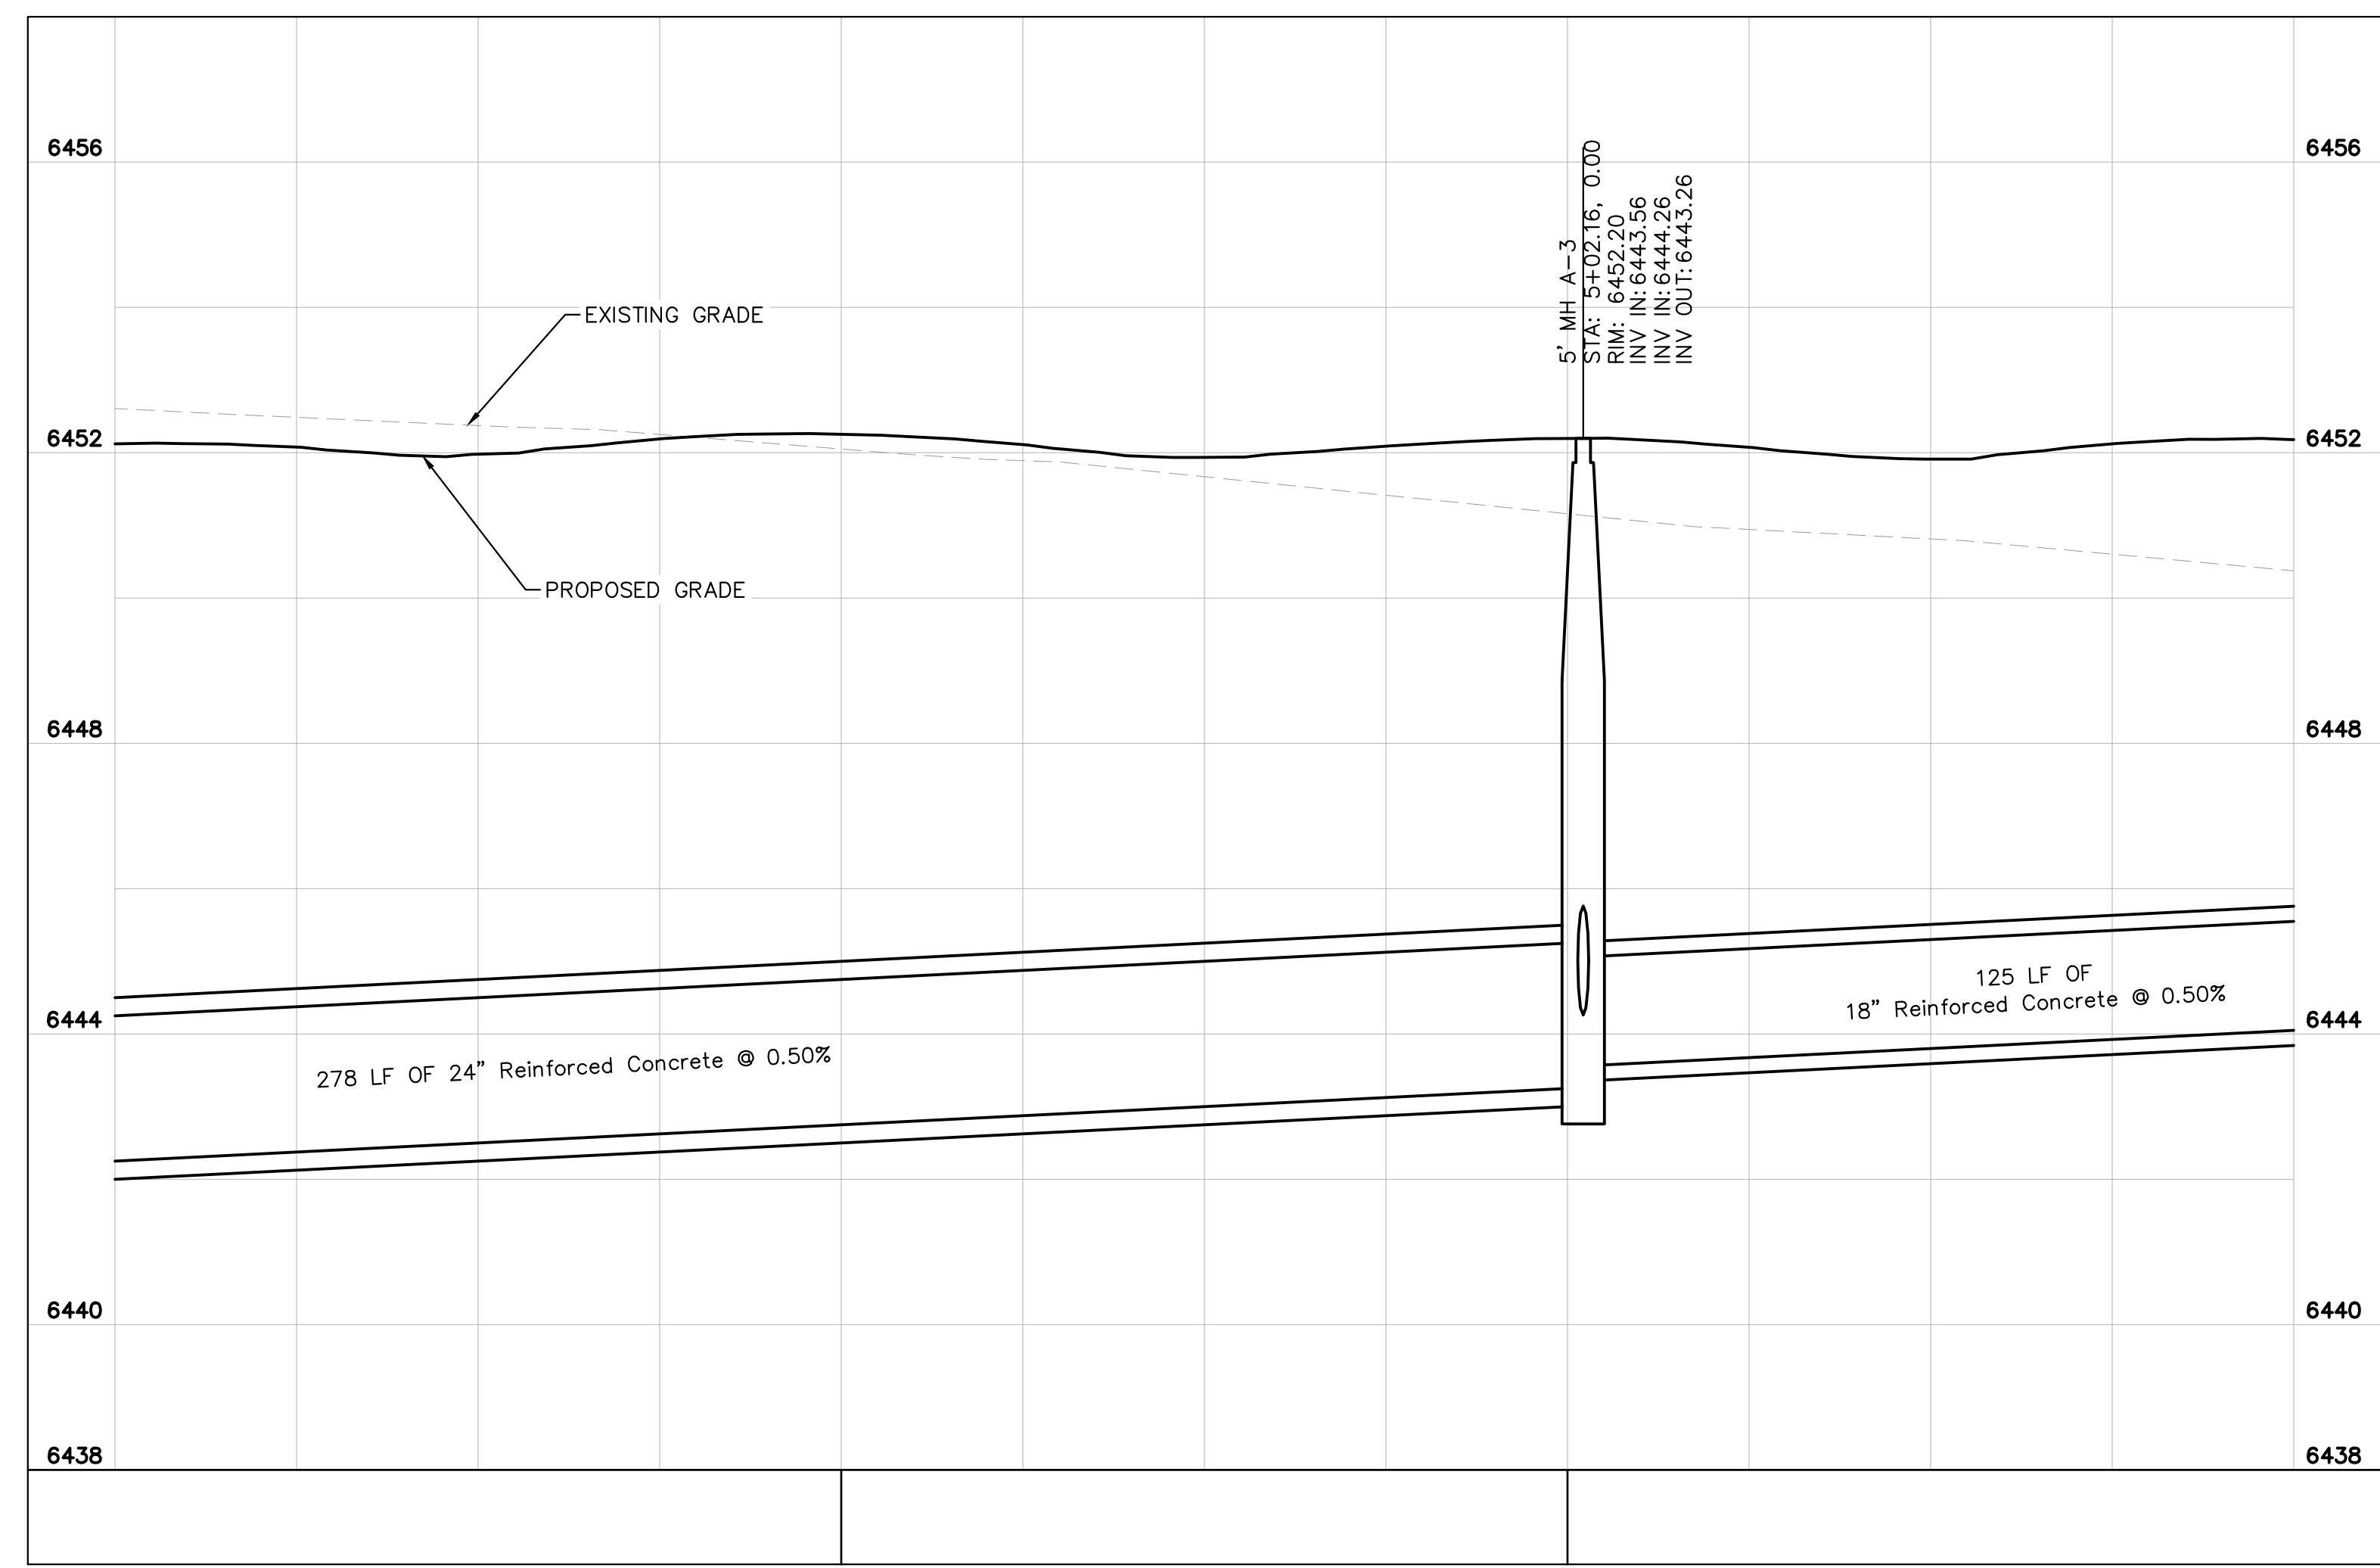 6456
6456
5' MH A-3
STA: 5+02.16, 0.00
RIM: 6452.20
INV IN:6443.56
INV IN:6444.26
INV OUT:6443.26
EXISTING GRADE
6452
6452
PROPOSED GRADE
6448
6448
125 LF OF
18" Reinforced Concrete @ 0.50%
6444
6444
278 LF OF 24" Reinforced Concrete @ 0.50%
6440
6440
6438
6438